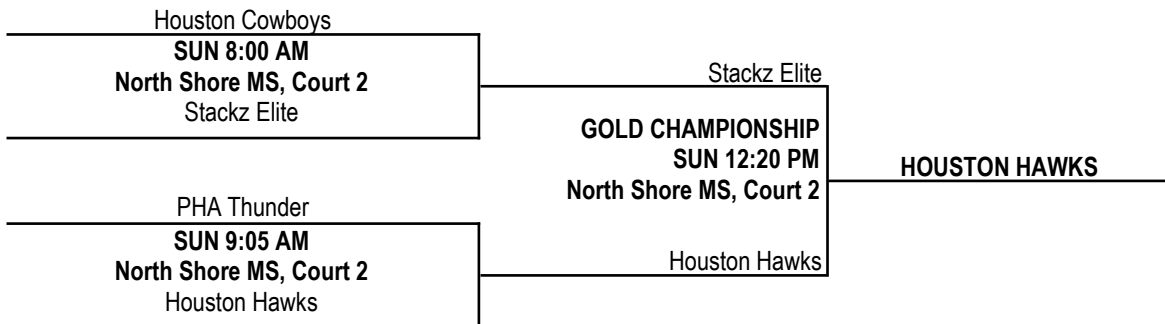 Houston Cowboys
SUN 8:00 AM
North Shore MS, Court 2
Stackz Elite
Stackz Elite
GOLD CHAMPIONSHIP
SUN 12:20 PM
North Shore MS, Court 2
HOUSTON HAWKS
PHA Thunder
SUN 9:05 AM
North Shore MS, Court 2
Houston Hawks
Houston Hawks